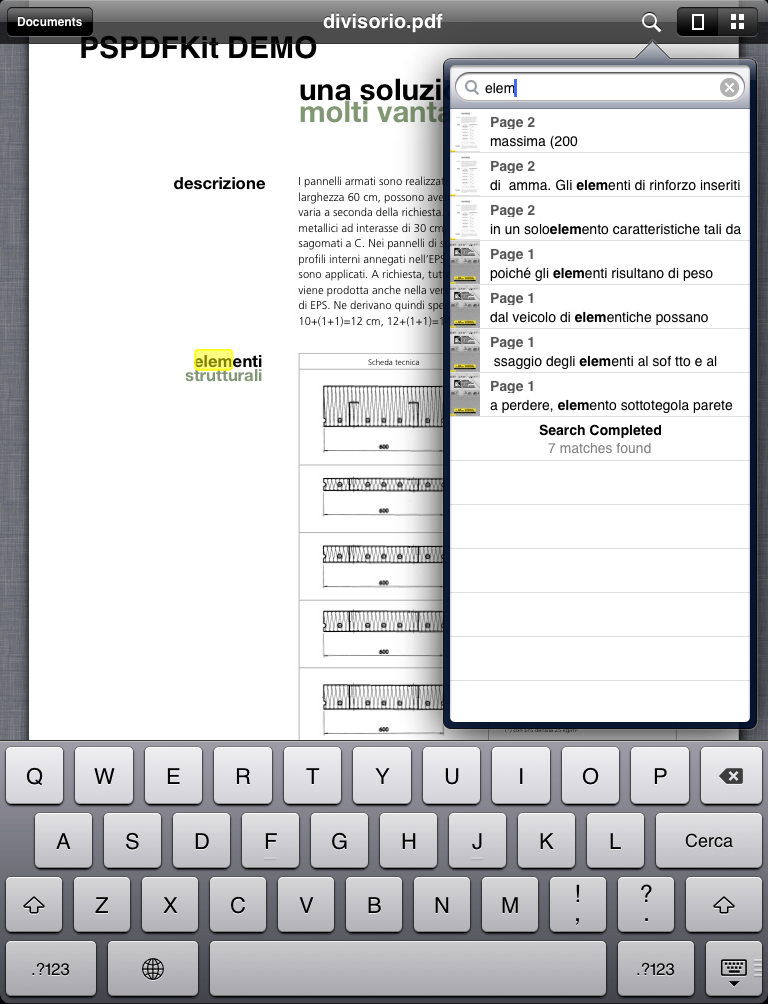 Documents
divisorio.pdf
PSPDFKit DEMO
una soluzi
molti vanta
descrizione
I pannelli armati sono realizzat
larghezza 60 cm, possono ave
varia a seconda della richiesta.
metallici ad interasse di 30 cm
sagomati a C. Nei pannelli di s
profili interni annegati nell'EPS
sono applicati. A richiesta, tutt
viene prodotta anche nella ver
di EPS. Ne derivano quindi spe
10+(1+1)=12 cm, 12+(1+1)=1
elementi
strutturali
Scheda tecnica
600
600
600
600
600
elem
Page 2
massima (200
Page 2
di amma. Gli elementi di rinforzo inseriti
Page 2
in un soloelemento caratteristiche tali da
Page 1
poiché gli elementi risultano di peso
Page 1
dal veicolo di elementiche possano
Page 1
ssaggio degli elementi al sof tto e al
Page 1
a perdere, elemento sottotegola parete
Search Completed
7 matches found
Q W E R T Y U I O P
A S D F G H J K L Cerca
Z X C V B N M ! , ? .
.?123 .?123